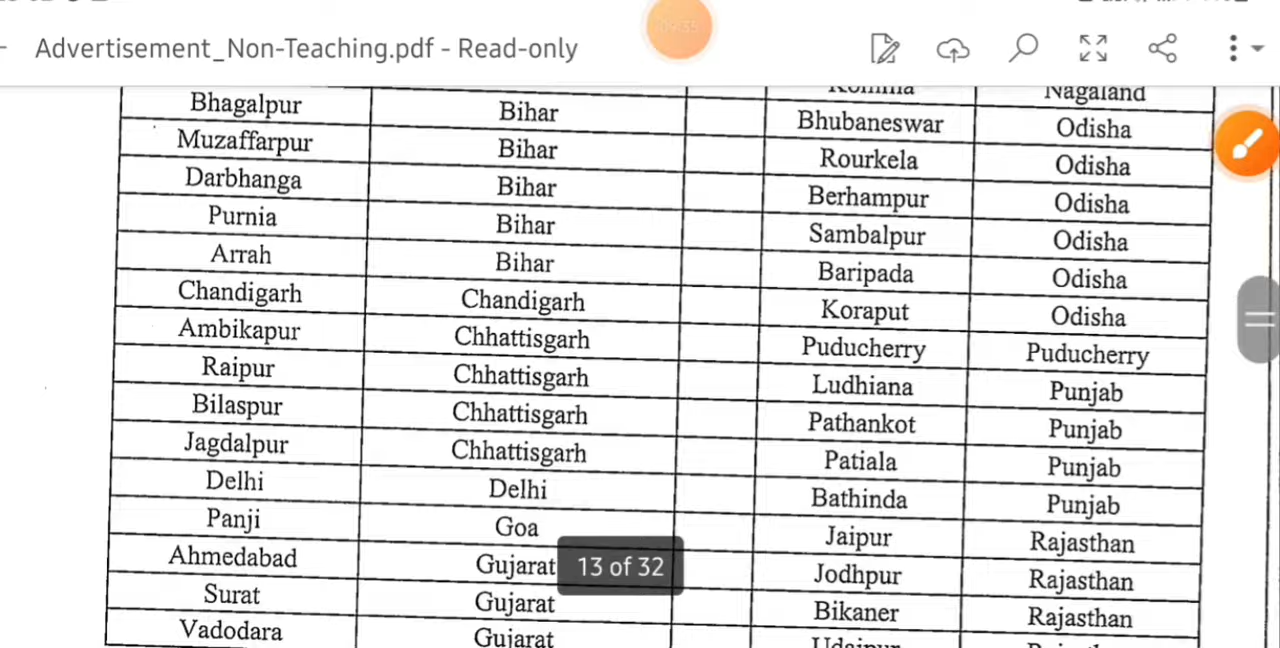 Advertisement_Non-Teaching.pdf - Read-only
Nagaland
Bhagalpur Bihar Bhubaneswar Odisha
Muzaffarpur Bihar Rourkela Odisha
Darbhanga Bihar Berhampur Odisha
Purnia Bihar Sambalpur Odisha
Arrah Bihar Baripada Odisha
Chandigarh Chandigarh Koraput Odisha
Ambikapur Chhattisgarh Puducherry Puducherry
Raipur Chhattisgarh Ludhiana Punjab
Bilaspur Chhattisgarh Pathankot Punjab
Jagdalpur Chhattisgarh Patiala Punjab
Delhi Delhi Bathinda Punjab
Panji Goa Jaipur Rajasthan
Ahmedabad Gujarat Jodhpur Rajasthan
13 of 32
Surat Gujarat Bikaner Rajasthan
Vadodara Gujarat